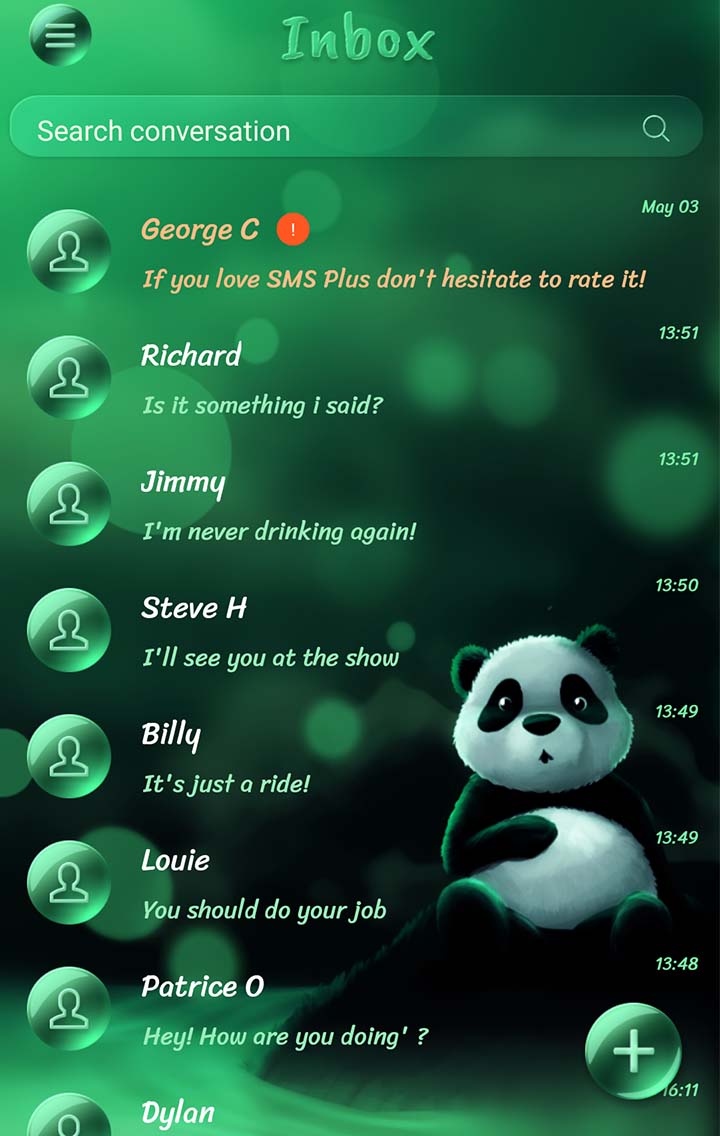 Inbox
Search conversation
May 03
George C !
If you love SMS Plus don't hesitate to rate it!
13:51
Richard
Is it something i said?
13:51
Jimmy
I'm never drinking again!
13:50
Steve H
I'll see you at the show
13:49
Billy
It's just a ride!
13:49
Louie
You should do your job
13:48
Patrice O
Hey! How are you doing' ?
16:11
Dylan